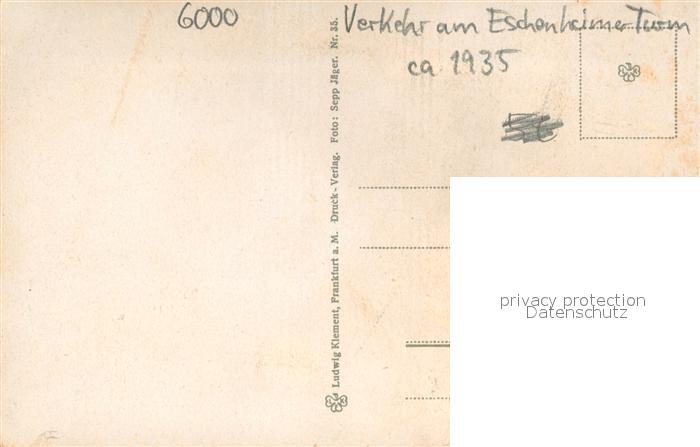 6000
Verkehr am Eschenheimer Turm
ca 1935
Ludwig Klement, Frankfurt a. M. Druck-Verlag. Foto: Sepp Jäger. Nr. 35.
privacy protection
Datenschutz